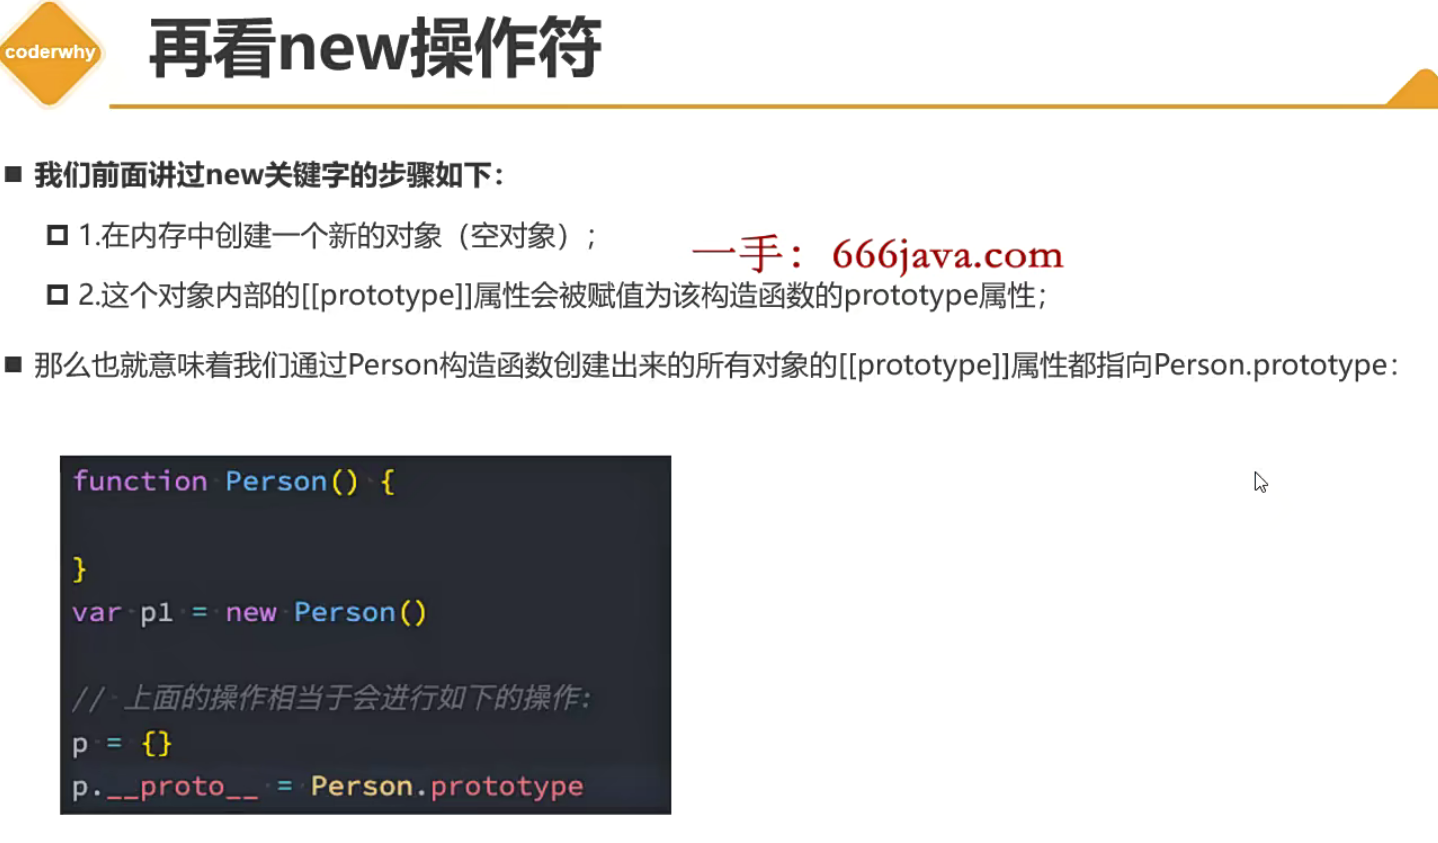 coderwhy
再看new操作符
我们前面讲过new关键字的步骤如下：
1.在内存中创建一个新的对象（空对象）；
一手：666java.com
2.这个对象内部的[[prototype]]属性会被赋值为该构造函数的prototype属性；
那么也就意味着我们通过Person构造函数创建出来的所有对象的[[prototype]]属性都指向Person.prototype：
function Person() {
}
var p1 = new Person()
// 上面的操作相当于会进行如下的操作:
p = {}
p.__proto__ = Person.prototype